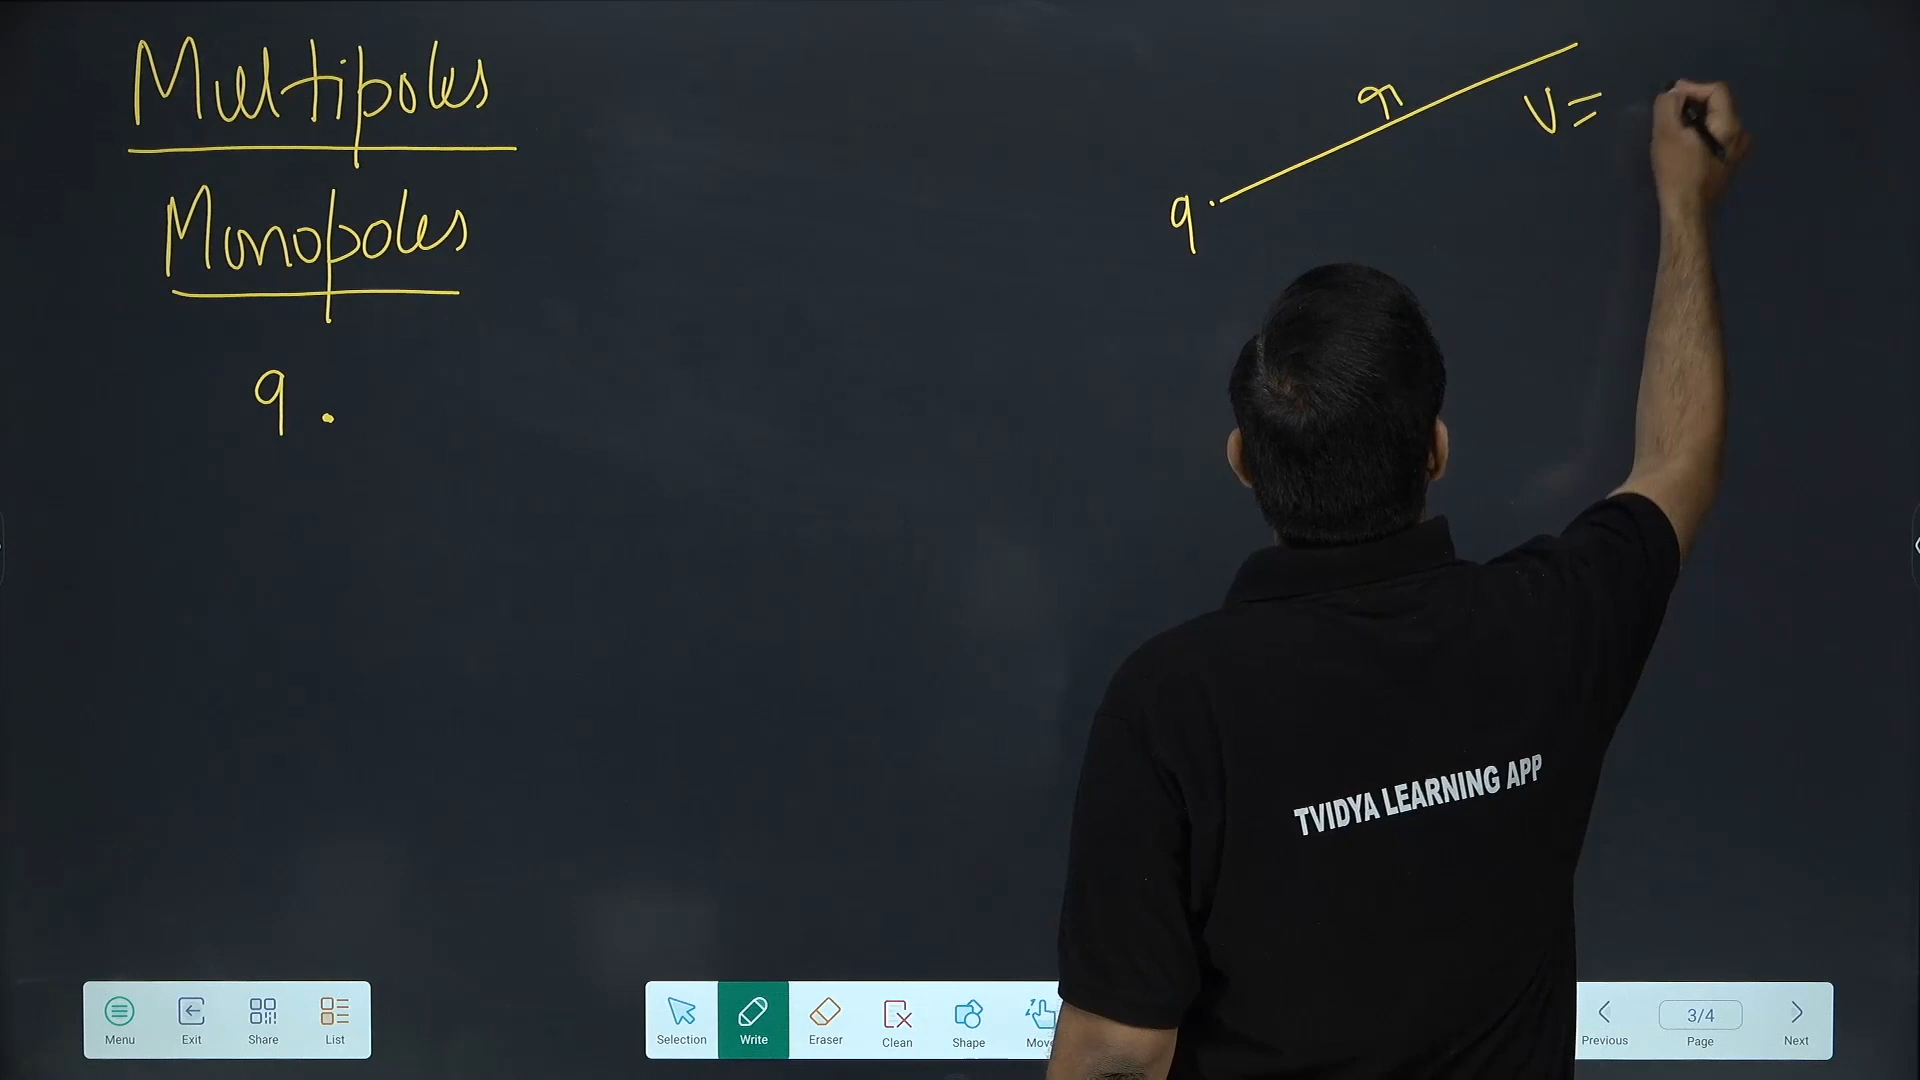 Multipoles
Monopoles
q .
r
V =
q .
TVIDYA LEARNING APP
Menu
Exit
Share
List
Selection
Write
Eraser
Clean
Shape
Move
Previous
3/4
Page
Next